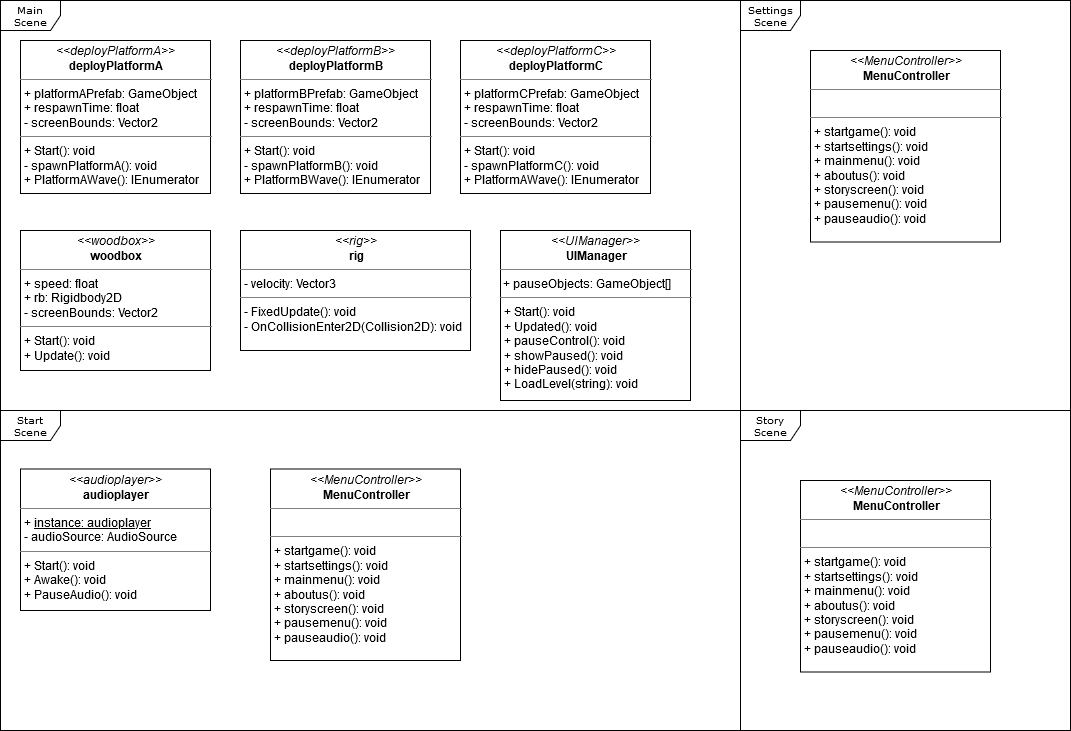 Main
Scene
<<deployPlatformA>>
deployPlatformA
+ platformAPrefab: GameObject
+ respawnTime: float
- screenBounds: Vector2
+ Start(): void
- spawnPlatformA(): void
+ PlatformAWave(): IEnumerator
<<deployPlatformB>>
deployPlatformB
+ platformBPrefab: GameObject
+ respawnTime: float
- screenBounds: Vector2
+ Start(): void
- spawnPlatformB(): void
+ PlatformBWave(): IEnumerator
<<deployPlatformC>>
deployPlatformC
+ platformCPrefab: GameObject
+ respawnTime: float
- screenBounds: Vector2
+ Start(): void
- spawnPlatformC(): void
+ PlatformAWave(): IEnumerator
<<woodbox>>
woodbox
+ speed: float
+ rb: Rigidbody2D
- screenBounds: Vector2
+ Start(): void
+ Update(): void
<<rig>>
rig
- velocity: Vector3
- FixedUpdate(): void
- OnCollisionEnter2D(Collision2D): void
<<UIManager>>
UIManager
+ pauseObjects: GameObject[]
+ Start(): void
+ Updated(): void
+ pauseControl(): void
+ showPaused(): void
+ hidePaused(): void
+ LoadLevel(string): void
Settings
Scene
<<MenuController>>
MenuController
+ startgame(): void
+ startsettings(): void
+ mainmenu(): void
+ aboutus(): void
+ storyscreen(): void
+ pausemenu(): void
+ pauseaudio(): void
Start
Scene
<<audioplayer>>
audioplayer
+ instance: audioplayer
- audioSource: AudioSource
+ Start(): void
+ Awake(): void
+ PauseAudio(): void
<<MenuController>>
MenuController
+ startgame(): void
+ startsettings(): void
+ mainmenu(): void
+ aboutus(): void
+ storyscreen(): void
+ pausemenu(): void
+ pauseaudio(): void
Story
Scene
<<MenuController>>
MenuController
+ startgame(): void
+ startsettings(): void
+ mainmenu(): void
+ aboutus(): void
+ storyscreen(): void
+ pausemenu(): void
+ pauseaudio(): void